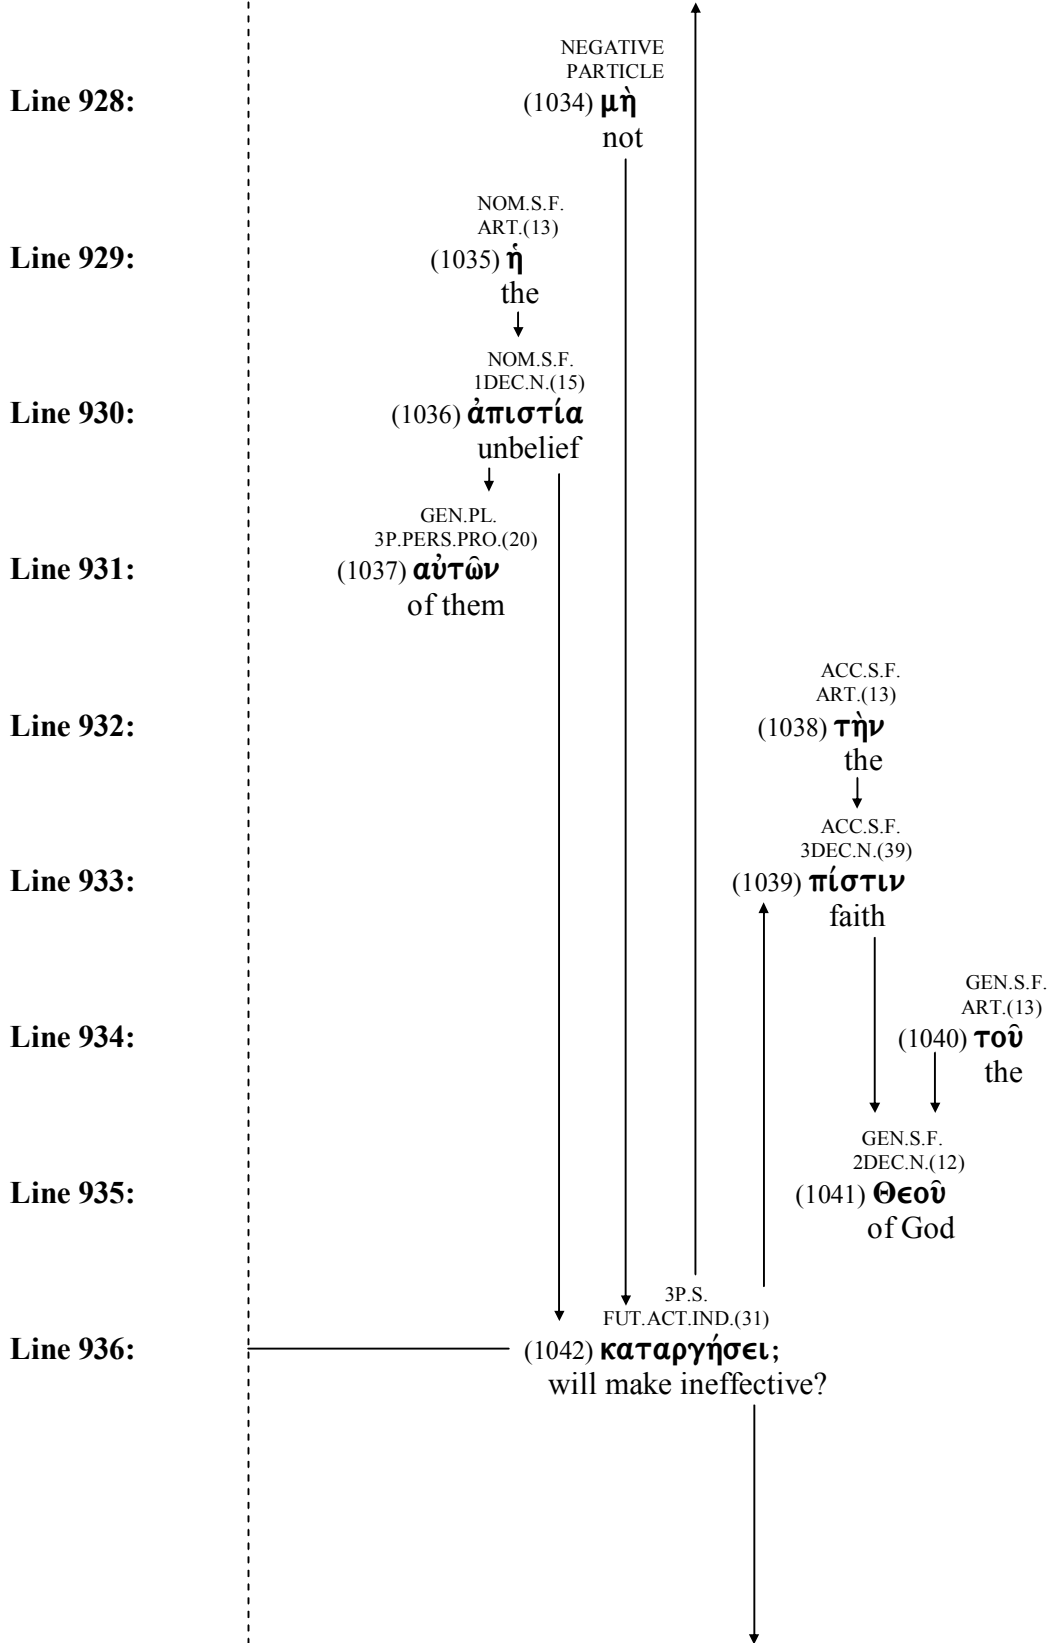 NEGATIVE
PARTICLE
Line 928: (1034) μὴ
not
NOM.S.F.
ART.(13)
Line 929: (1035) ἡ
the
NOM.S.F.
1DEC.N.(15)
Line 930: (1036) ἀπιστία
unbelief
GEN.PL.
3P.PERS.PRO.(20)
Line 931: (1037) αὐτῶν
of them
ACC.S.F.
ART.(13)
Line 932: (1038) τὴν
the
ACC.S.F.
3DEC.N.(39)
Line 933: (1039) πίστιν
faith
GEN.S.F.
ART.(13)
Line 934: (1040) τοῦ
the
GEN.S.F.
2DEC.N.(12)
Line 935: (1041) Θεοῦ
of God
3P.S.
FUT.ACT.IND.(31)
Line 936: (1042) καταργήσει;
will make ineffective?